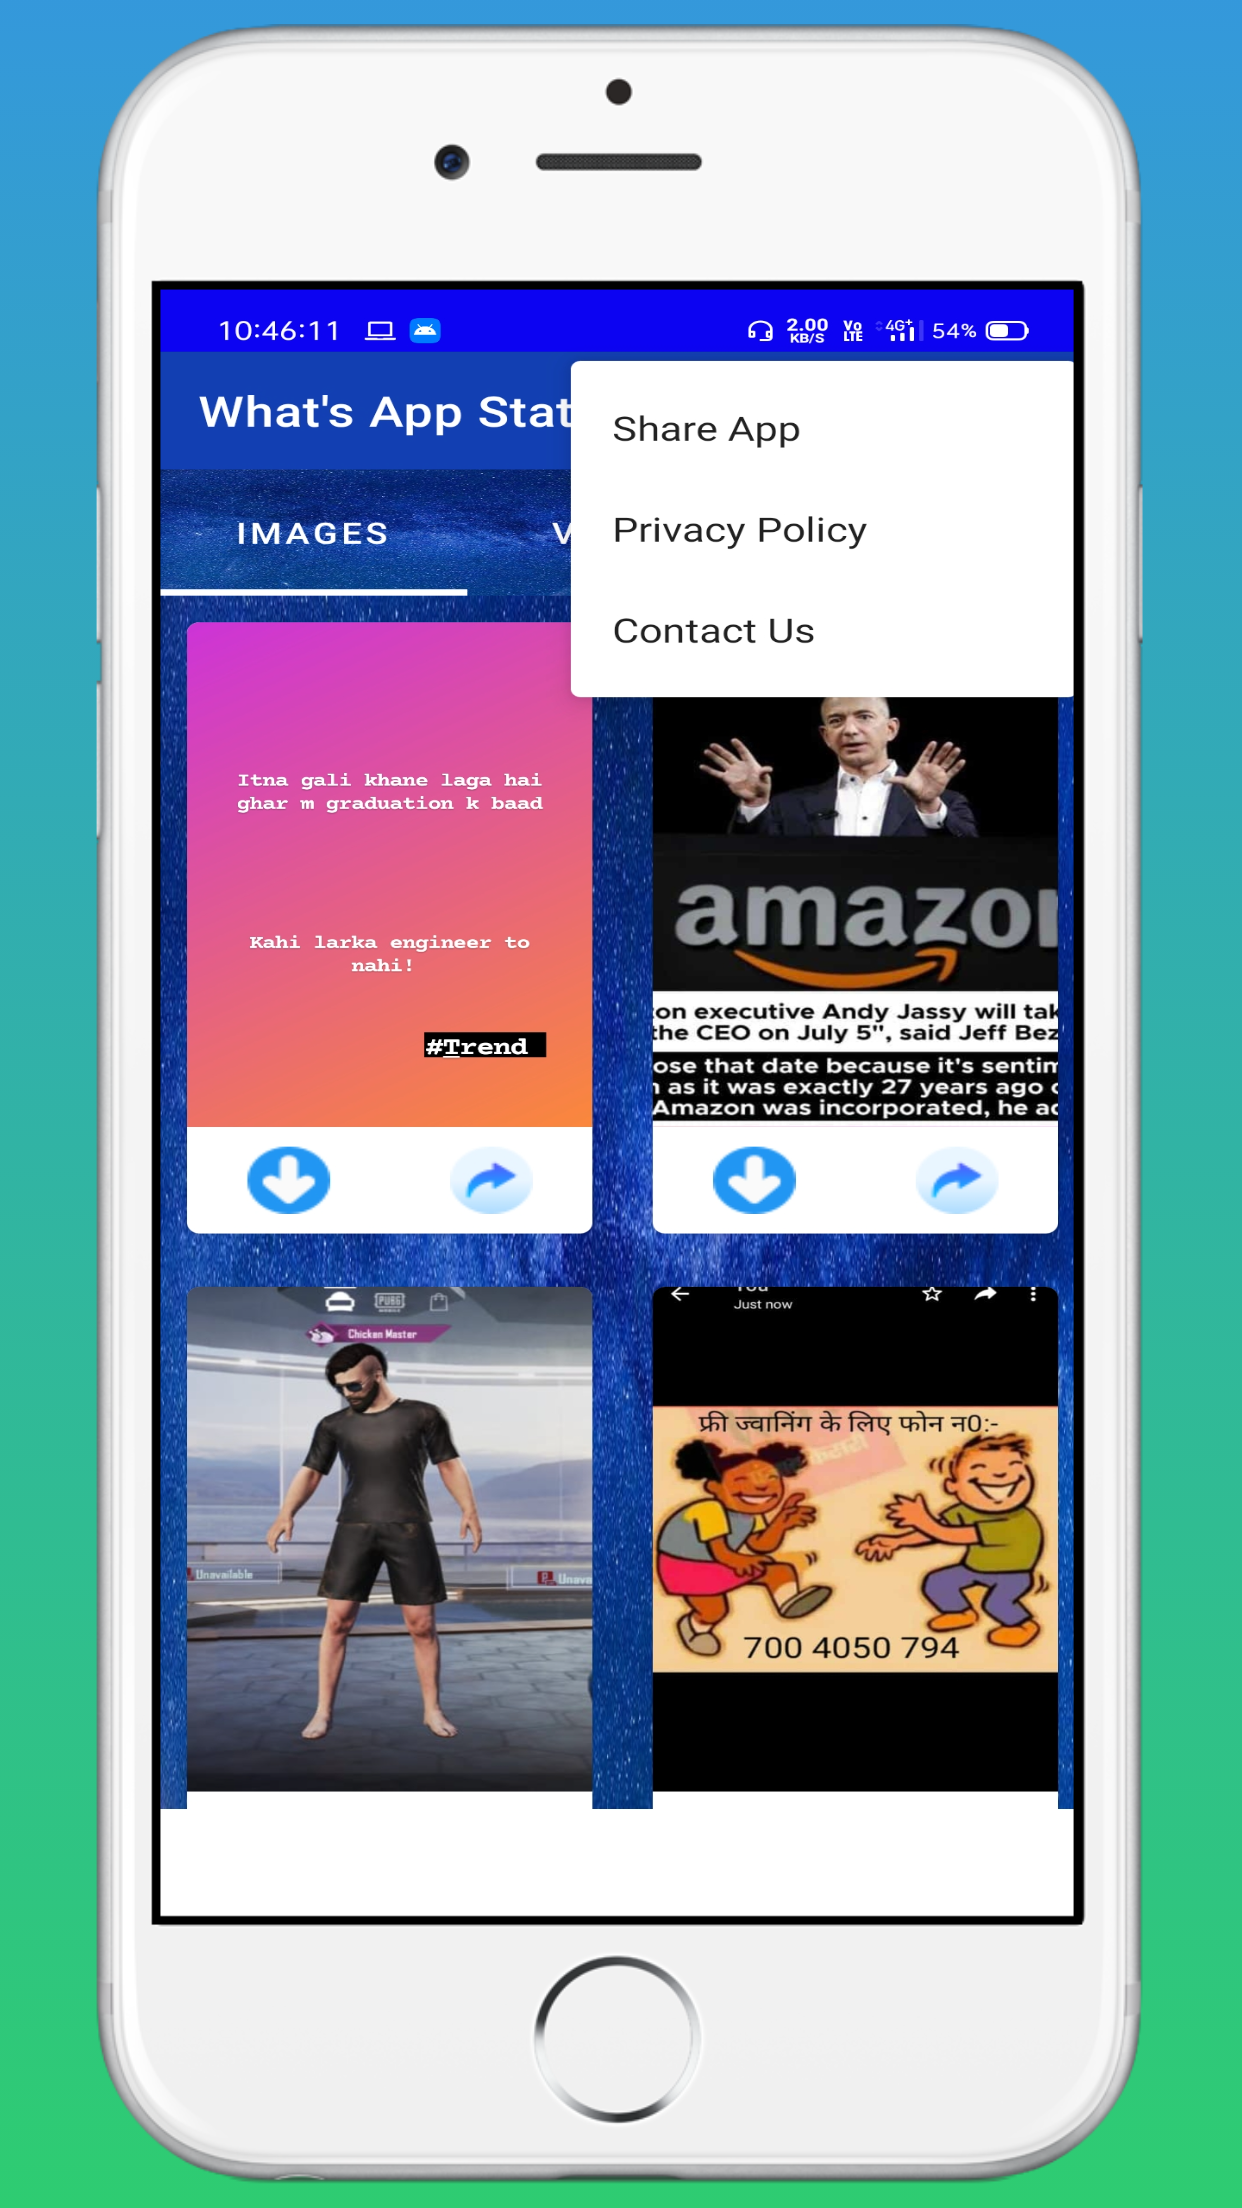 10:46:11
2.00
KB/S
Vo
LTE
4G+
54%
What's App Stat
Share App
Privacy Policy
Contact Us
IMAGES
V
Itna gali khane laga hai
ghar m graduation k baad
Kahi larka engineer to
nahi!
#Trend
amazon
on executive Andy Jassy will tak
the CEO on July 5", said Jeff Bez
ose that date because it's sentim
as it was exactly 27 years ago
Amazon was incorporated, he ad
PUBG
MOBILE
Chicken Master
Unavailable
Unava
You
Just now
फ्री ज्वानिंग के लिए फोन न0:-
700 4050 794